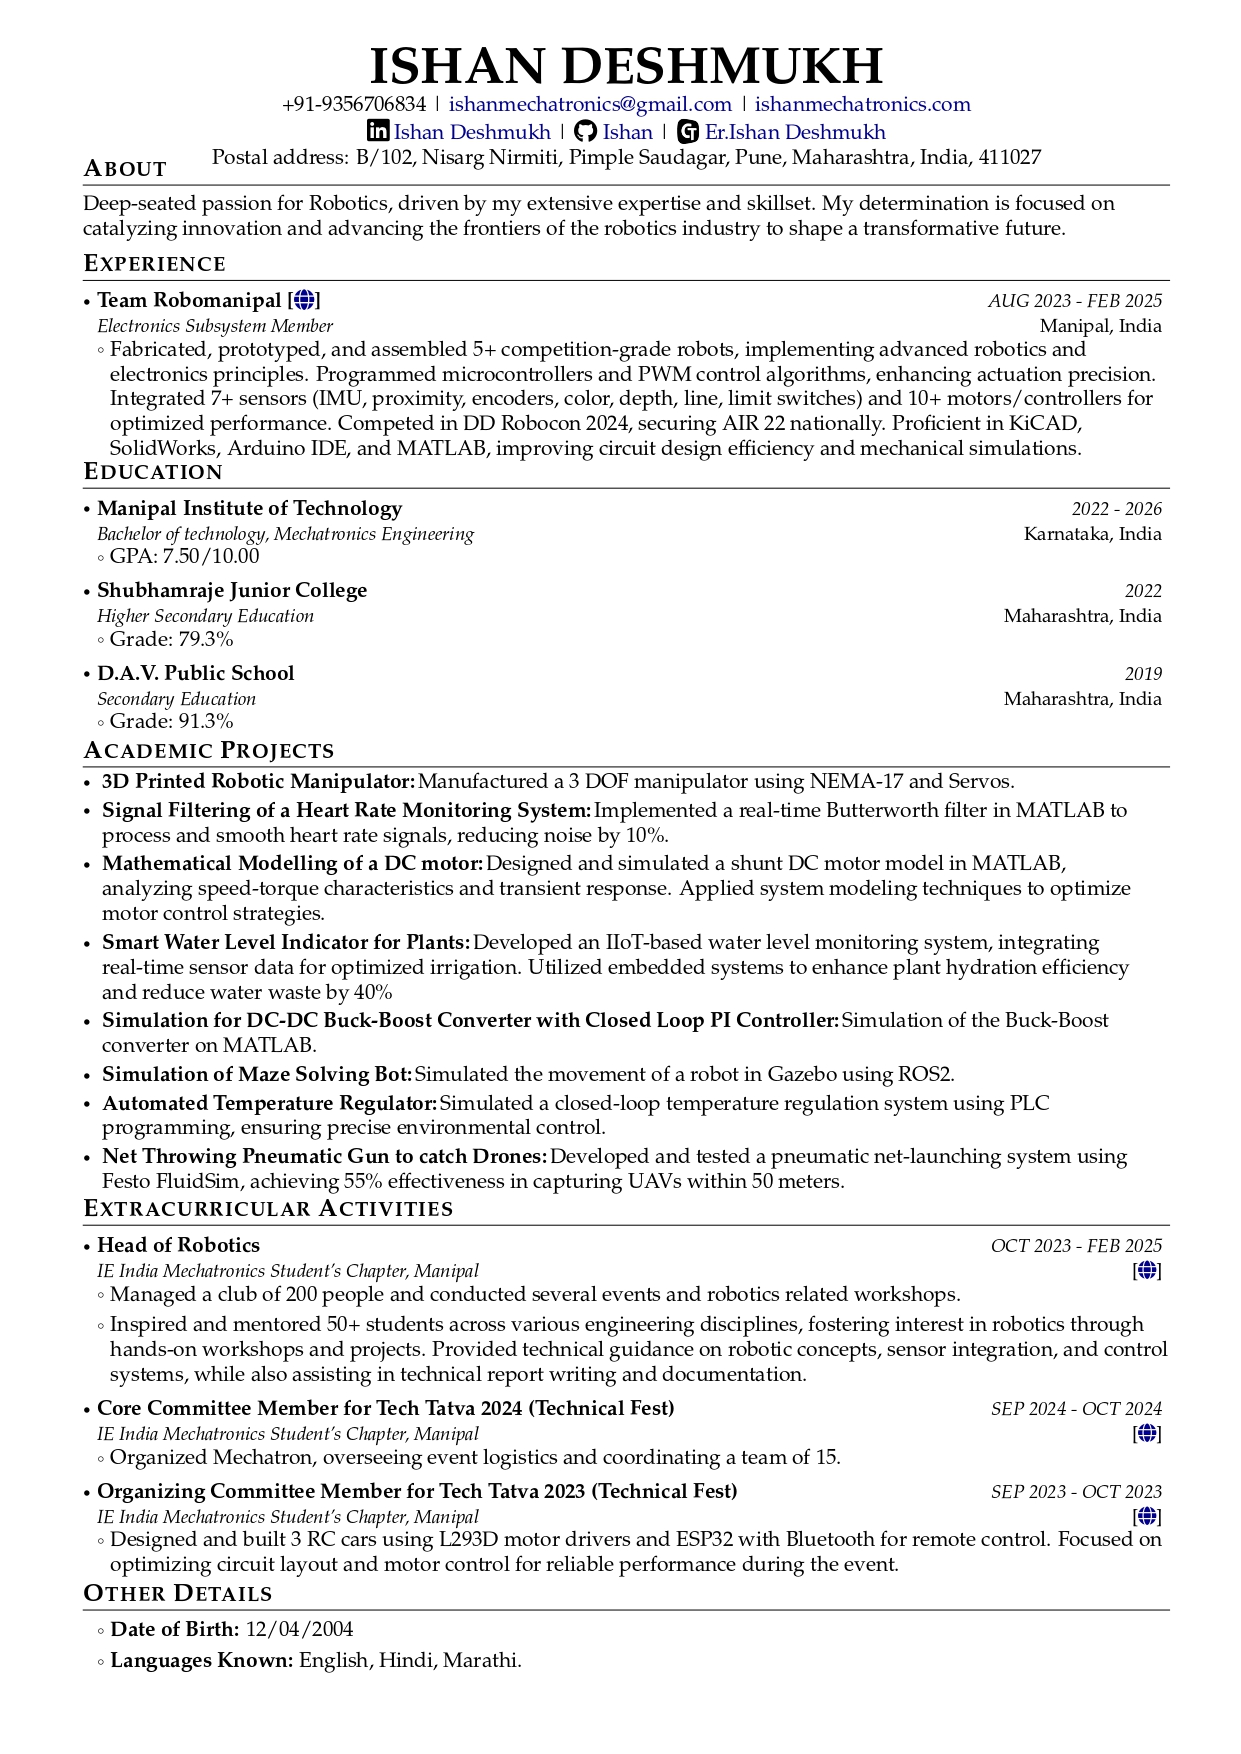 ISHAN DESHMUKH
+91-9356706834 | ishanmechatronics@gmail.com | ishanmechatronics.com
Ishan Deshmukh | Ishan | Er.Ishan Deshmukh
Postal address: B/102, Nisarg Nirmiti, Pimple Saudagar, Pune, Maharashtra, India, 411027
ABOUT
Deep-seated passion for Robotics, driven by my extensive expertise and skillset. My determination is focused on
catalyzing innovation and advancing the frontiers of the robotics industry to shape a transformative future.
EXPERIENCE
• Team Robomanipal [] AUG 2023 - FEB 2025
Electronics Subsystem Member Manipal, India
◦ Fabricated, prototyped, and assembled 5+ competition-grade robots, implementing advanced robotics and
electronics principles. Programmed microcontrollers and PWM control algorithms, enhancing actuation precision.
Integrated 7+ sensors (IMU, proximity, encoders, color, depth, line, limit switches) and 10+ motors/controllers for
optimized performance. Competed in DD Robocon 2024, securing AIR 22 nationally. Proficient in KiCAD,
SolidWorks, Arduino IDE, and MATLAB, improving circuit design efficiency and mechanical simulations.
EDUCATION
• Manipal Institute of Technology 2022 - 2026
Bachelor of technology, Mechatronics Engineering Karnataka, India
◦ GPA: 7.50/10.00
• Shubhamraje Junior College 2022
Higher Secondary Education Maharashtra, India
◦ Grade: 79.3%
• D.A.V. Public School 2019
Secondary Education Maharashtra, India
◦ Grade: 91.3%
ACADEMIC PROJECTS
• 3D Printed Robotic Manipulator: Manufactured a 3 DOF manipulator using NEMA-17 and Servos.
• Signal Filtering of a Heart Rate Monitoring System: Implemented a real-time Butterworth filter in MATLAB to
process and smooth heart rate signals, reducing noise by 10%.
• Mathematical Modelling of a DC motor: Designed and simulated a shunt DC motor model in MATLAB,
analyzing speed-torque characteristics and transient response. Applied system modeling techniques to optimize
motor control strategies.
• Smart Water Level Indicator for Plants: Developed an IIoT-based water level monitoring system, integrating
real-time sensor data for optimized irrigation. Utilized embedded systems to enhance plant hydration efficiency
and reduce water waste by 40%
• Simulation for DC-DC Buck-Boost Converter with Closed Loop PI Controller: Simulation of the Buck-Boost
converter on MATLAB.
• Simulation of Maze Solving Bot: Simulated the movement of a robot in Gazebo using ROS2.
• Automated Temperature Regulator: Simulated a closed-loop temperature regulation system using PLC
programming, ensuring precise environmental control.
• Net Throwing Pneumatic Gun to catch Drones: Developed and tested a pneumatic net-launching system using
Festo FluidSim, achieving 55% effectiveness in capturing UAVs within 50 meters.
EXTRACURRICULAR ACTIVITIES
• Head of Robotics OCT 2023 - FEB 2025
IE India Mechatronics Student's Chapter, Manipal []
◦ Managed a club of 200 people and conducted several events and robotics related workshops.
◦ Inspired and mentored 50+ students across various engineering disciplines, fostering interest in robotics through
hands-on workshops and projects. Provided technical guidance on robotic concepts, sensor integration, and control
systems, while also assisting in technical report writing and documentation.
• Core Committee Member for Tech Tatva 2024 (Technical Fest) SEP 2024 - OCT 2024
IE India Mechatronics Student's Chapter, Manipal []
◦ Organized Mechatron, overseeing event logistics and coordinating a team of 15.
• Organizing Committee Member for Tech Tatva 2023 (Technical Fest) SEP 2023 - OCT 2023
IE India Mechatronics Student's Chapter, Manipal []
◦ Designed and built 3 RC cars using L293D motor drivers and ESP32 with Bluetooth for remote control. Focused on
optimizing circuit layout and motor control for reliable performance during the event.
OTHER DETAILS
◦ Date of Birth: 12/04/2004
◦ Languages Known: English, Hindi, Marathi.